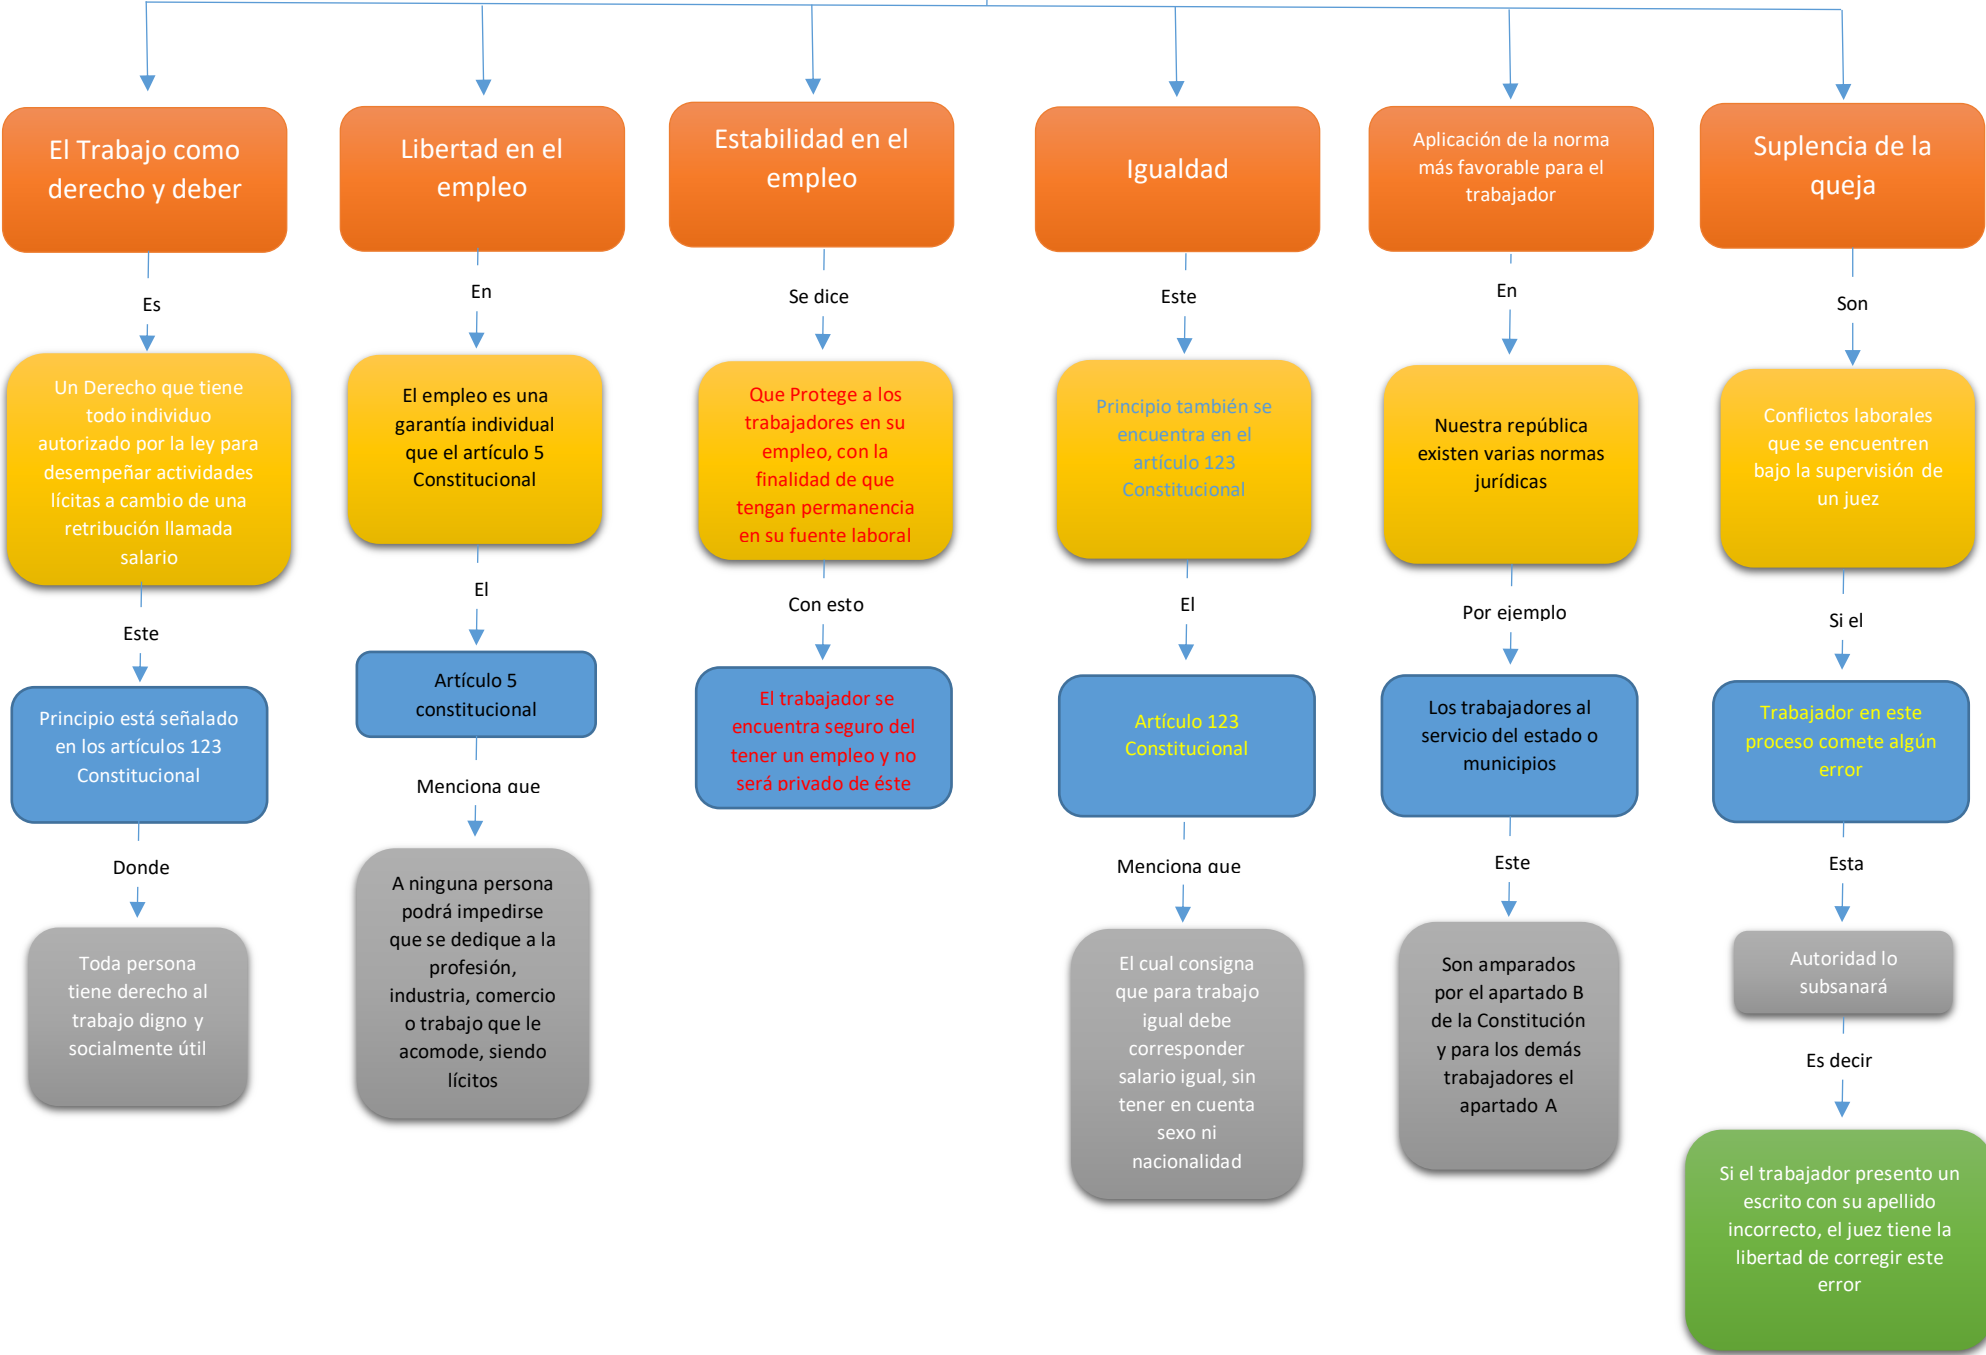 El Trabajo como
derecho y deber
Es
Un Derecho que tiene
todo individuo
autorizado por la ley para
desempeñar actividades
lícitas a cambio de una
retribución llamada
salario
Este
Principio está señalado
en los artículos 123
Constitucional
Donde
Toda persona
tiene derecho al
trabajo digno y
socialmente útil
Libertad en el
empleo
En
El empleo es una
garantía individual
que el artículo 5
Constitucional
El
Artículo 5
constitucional
Menciona que
A ninguna persona
podrá impedirse
que se dedique a la
profesión,
industria, comercio
o trabajo que le
acomode, siendo
lícitos
Estabilidad en el
empleo
Se dice
Que Protege a los
trabajadores en su
empleo, con la
finalidad de que
tengan permanencia
en su fuente laboral
Con esto
El trabajador se
encuentra seguro del
tener un empleo y no
será privado de éste
Igualdad
Este
Principio también se
encuentra en el
artículo 123
Constitucional
El
Artículo 123
Constitucional
Menciona que
El cual consigna
que para trabajo
igual debe
corresponder
salario igual, sin
tener en cuenta
sexo ni
nacionalidad
Aplicación de la norma
más favorable para el
trabajador
En
Nuestra república
existen varias normas
jurídicas
Por ejemplo
Los trabajadores al
servicio del estado o
municipios
Este
Son amparados
por el apartado B
de la Constitución
y para los demás
trabajadores el
apartado A
Suplencia de la
queja
Son
Conflictos laborales
que se encuentren
bajo la supervisión de
un juez
Si el
Trabajador en este
proceso comete algún
error
Esta
Autoridad lo
subsanará
Es decir
Si el trabajador presento un
escrito con su apellido
incorrecto, el juez tiene la
libertad de corregir este
error